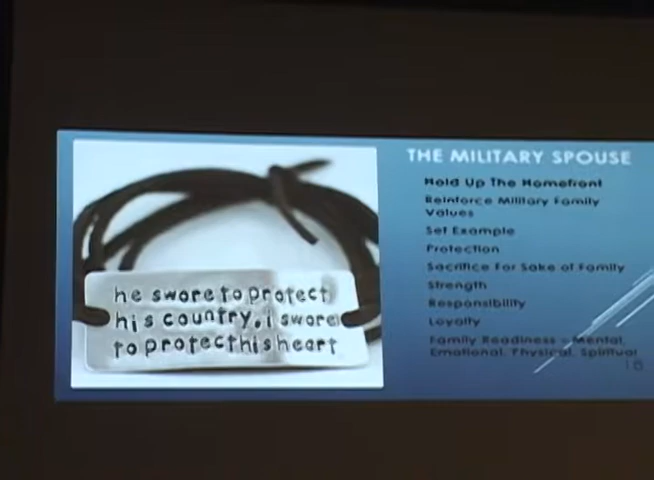 he swore to protect
his country, i swore
to protect his heart
THE MILITARY SPOUSE
Hold Up The Homefront
Reinforce Military Family
Values
Set Example
Protection
Sacrifice For Sake of Family
Strength
Responsibility
Loyalty
Family Readiness - Mental,
Emotional, Physical, Spiritual